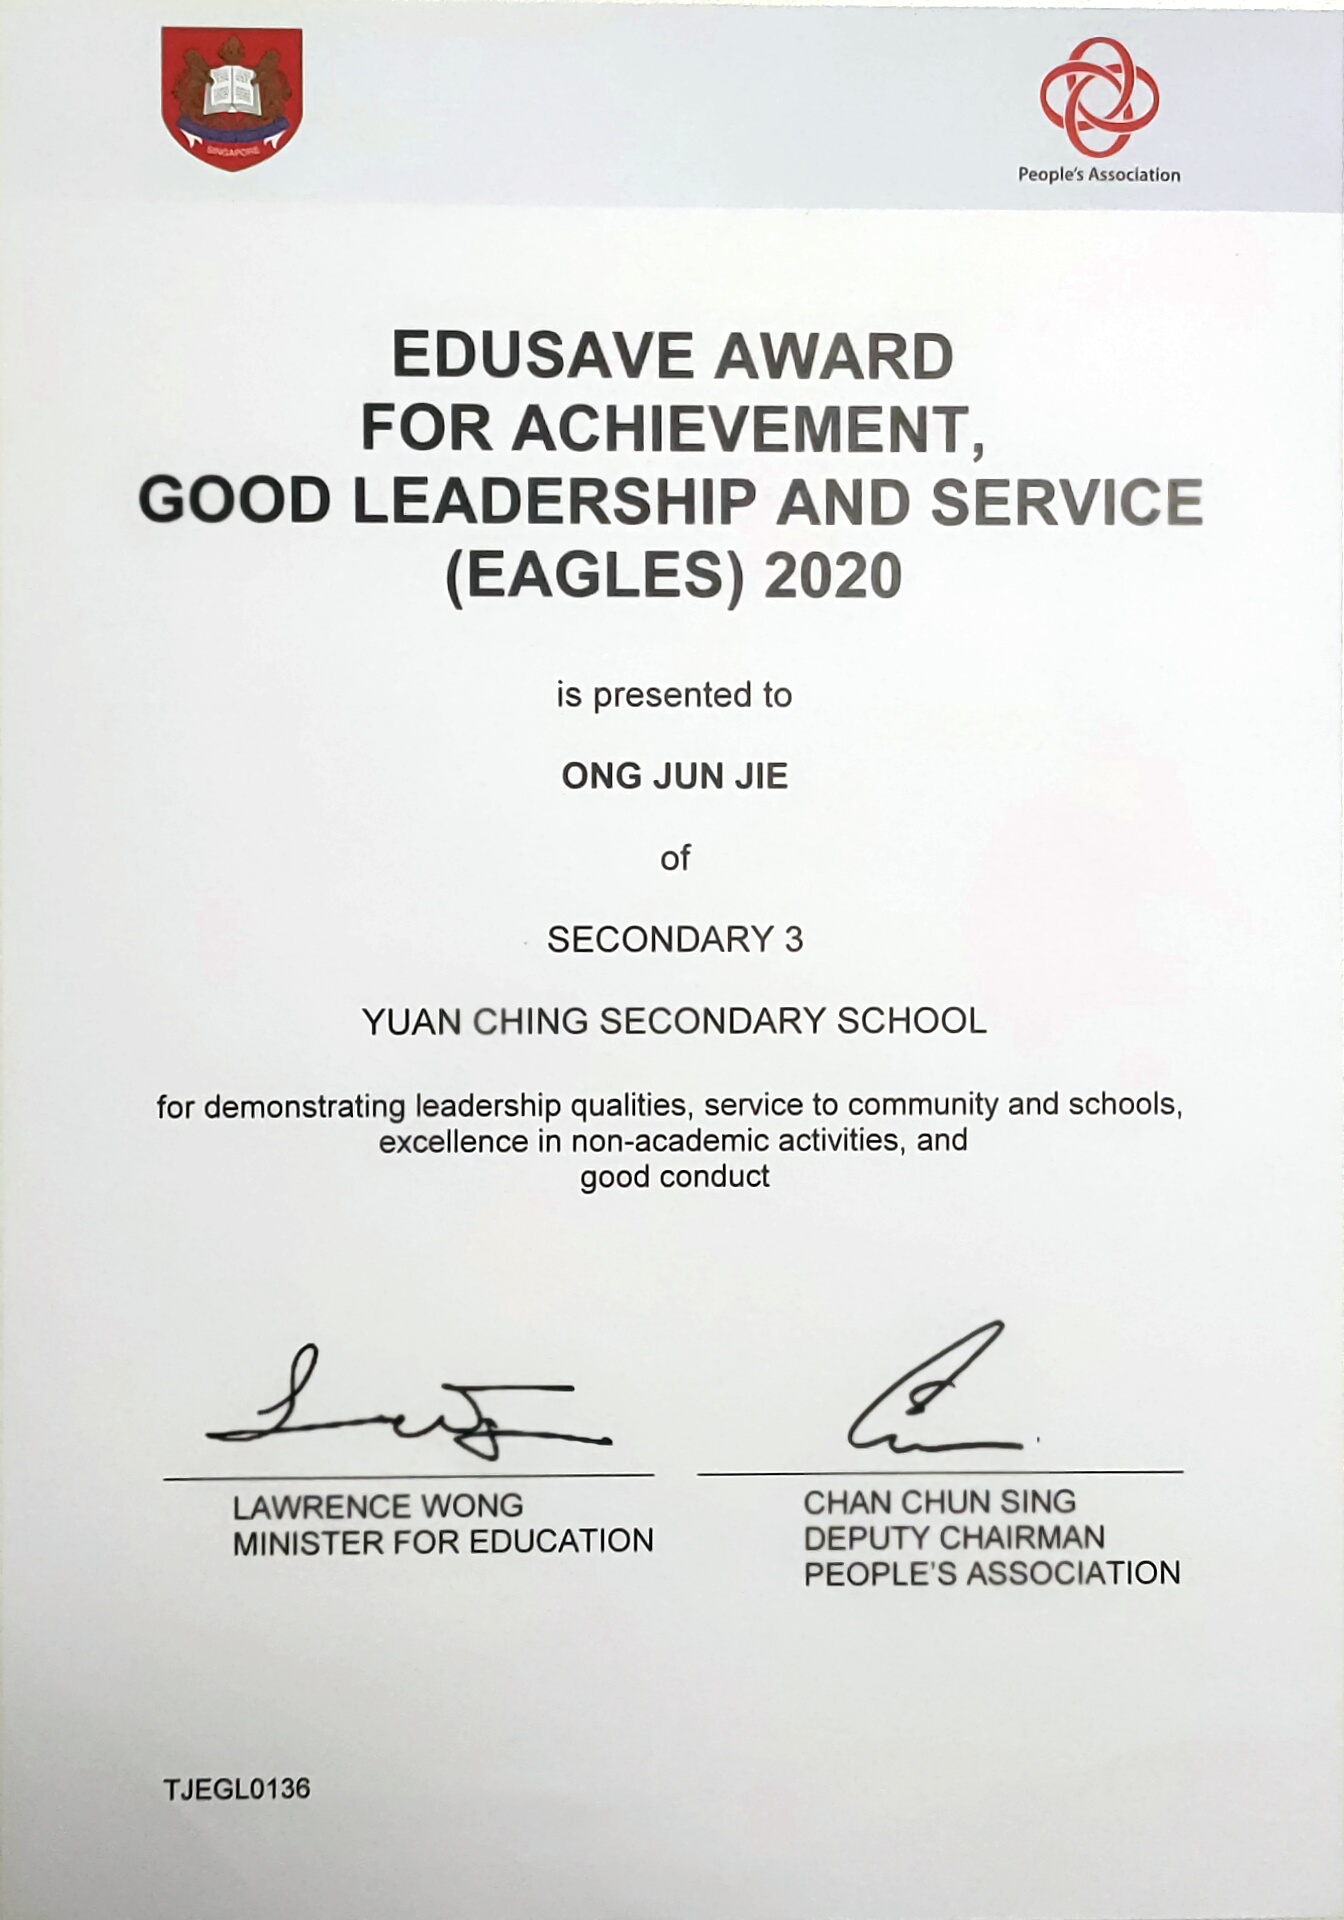 SINGAPORE
People's Association
EDUSAVE AWARD
FOR ACHIEVEMENT,
GOOD LEADERSHIP AND SERVICE
(EAGLES) 2020
is presented to
ONG JUN JIE
of
SECONDARY 3
YUAN CHING SECONDARY SCHOOL
for demonstrating leadership qualities, service to community and schools,
excellence in non-academic activities, and
good conduct
LAWRENCE WONG
MINISTER FOR EDUCATION
CHAN CHUN SING
DEPUTY CHAIRMAN
PEOPLE'S ASSOCIATION
TJEGL0136